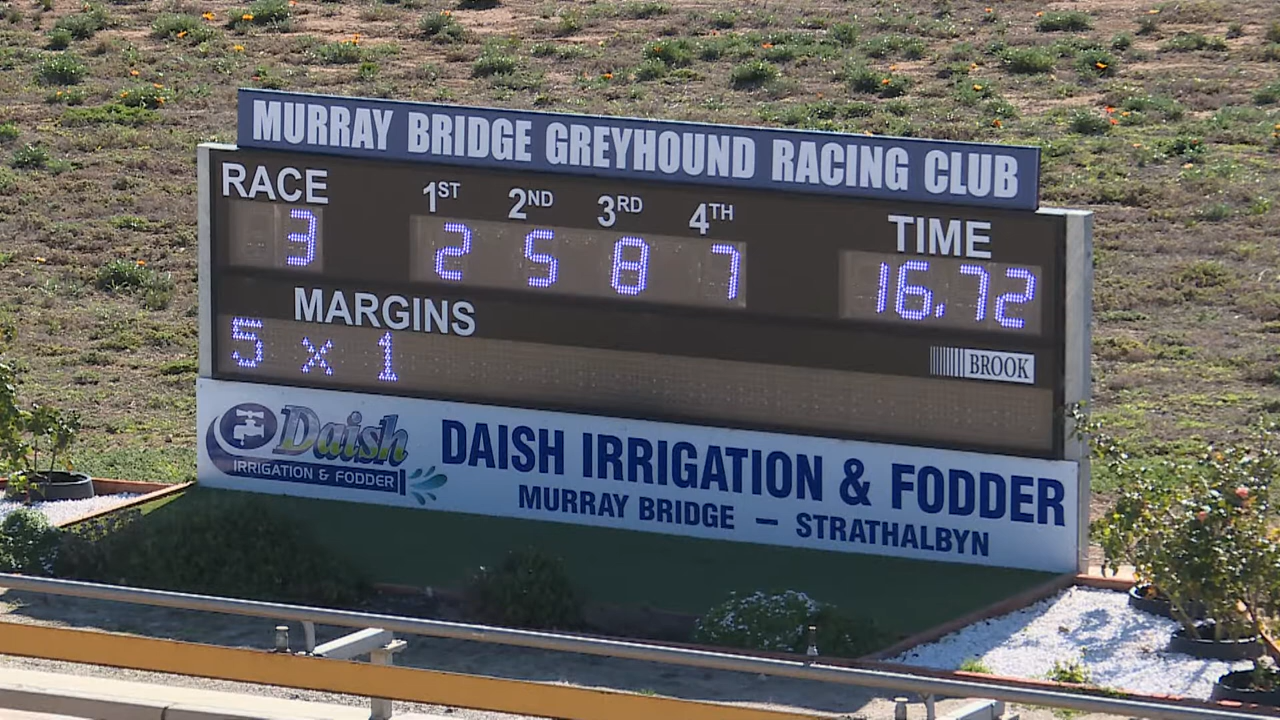 MURRAY BRIDGE GREYHOUND RACING CLUB
RACE 1ST 2ND 3RD 4TH TIME
3 2 5 8 7 16.72
MARGINS
5 x 1
BROOK
Daish
IRRIGATION & FODDER
DAISH IRRIGATION & FODDER
MURRAY BRIDGE – STRATHALBYN